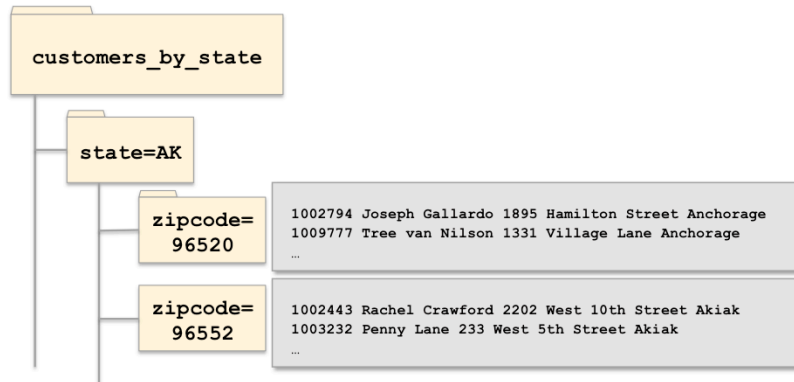 customers_by_state
state=AK
zipcode=
96520
1002794 Joseph Gallardo 1895 Hamilton Street Anchorage
1009777 Tree van Nilson 1331 Village Lane Anchorage
…
zipcode=
96552
1002443 Rachel Crawford 2202 West 10th Street Akiak
1003232 Penny Lane 233 West 5th Street Akiak
…